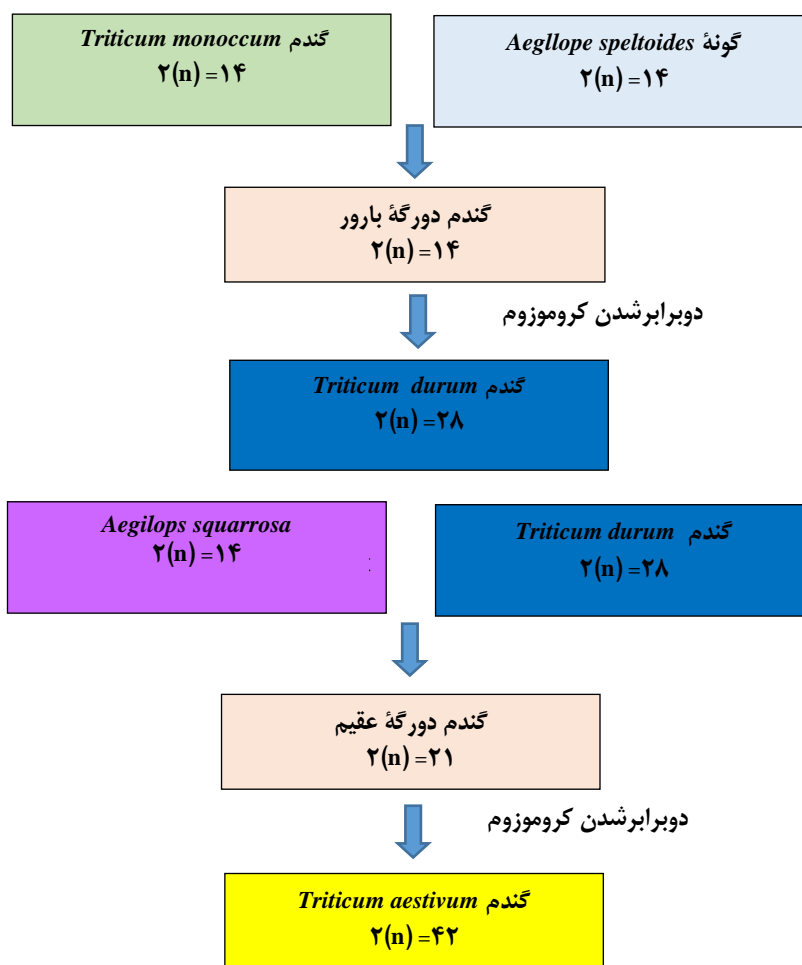 گندم Triticum monoccum
۲(n) =۱۴
گونهٔ Aegllope speltoides
۲(n) =۱۴
گندم دورگهٔ بارور
۲(n) =۱۴
دوبرابرشدن کروموزوم
گندم Triticum durum
۲(n) =۲۸
Aegilops squarrosa
۲(n) =۱۴
گندم Triticum durum
۲(n) =۲۸
گندم دورگهٔ عقیم
۲(n) =۲۱
دوبرابرشدن کروموزوم
گندم Triticum aestivum
۲(n) =۴۲